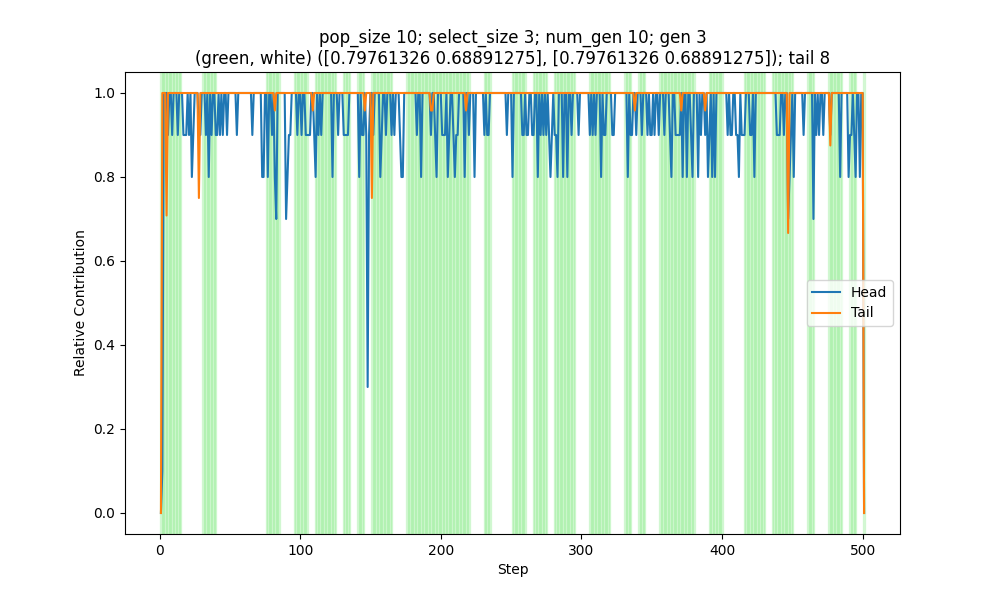 pop_size 10; select_size 3; num_gen 10; gen 3
(green, white) ([0.79761326 0.68891275], [0.79761326 0.68891275]); tail 8
1.0
0.8
0.6
0.4
0.2
0.0
Relative Contribution
Head
Tail
0
100
200
300
400
500
Step